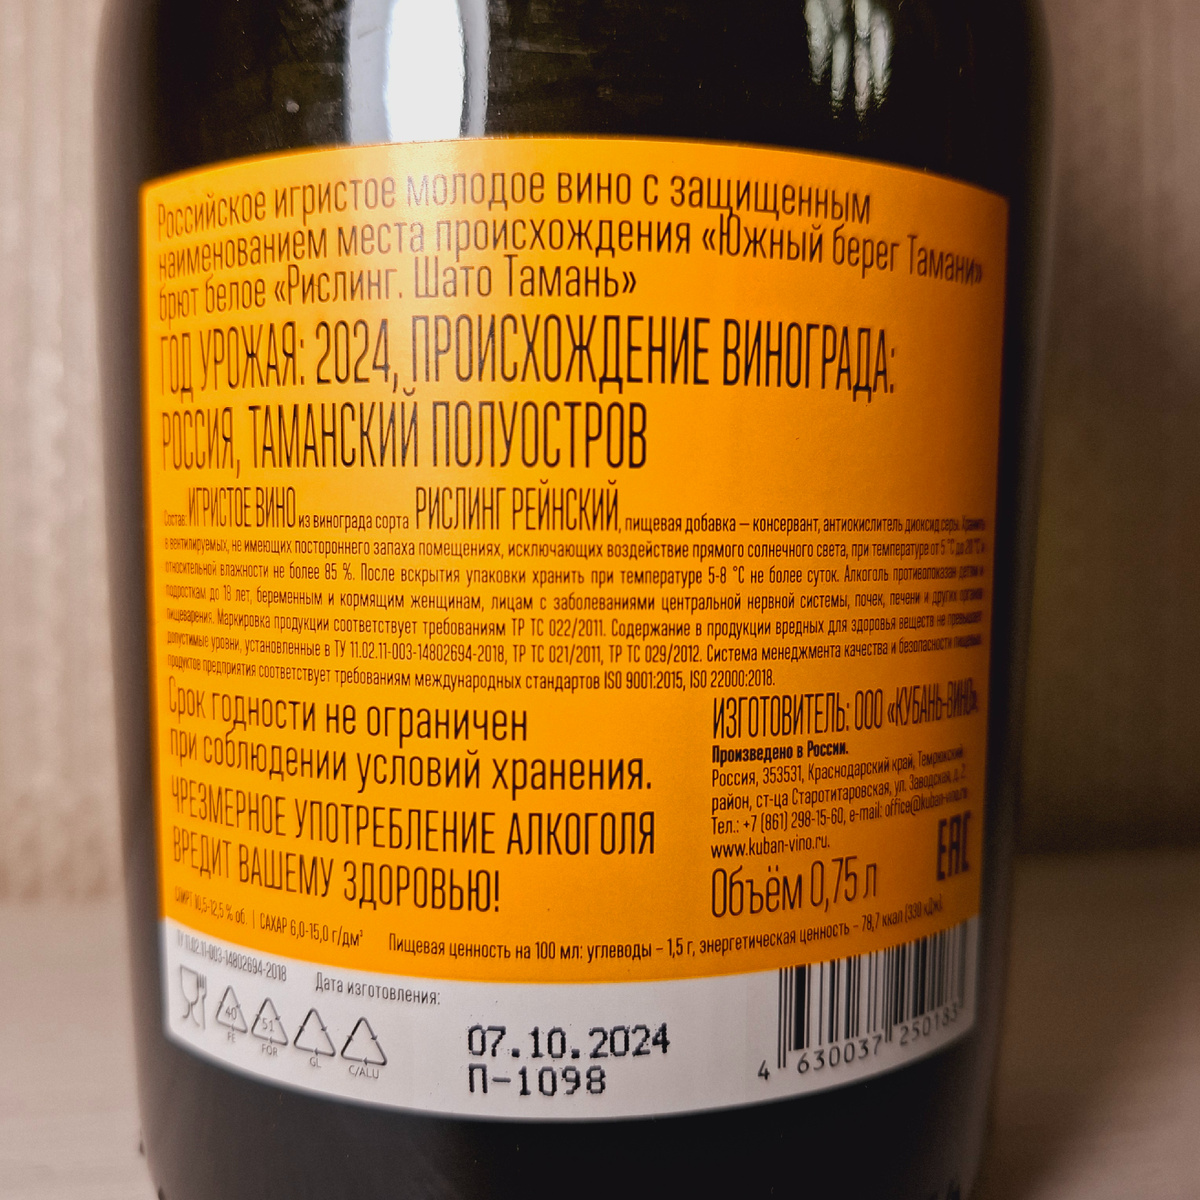 Российское игристое молодое вино с защищенным
наименованием места происхождения «Южный берег Тамани»
брют белое «Рислинг. Шато Тамань»
ГОД УРОЖАЯ: 2024, ПРОИСХОЖДЕНИЕ ВИНОГРАДА:
РОССИЯ, ТАМАНСКИЙ ПОЛУОСТРОВ
Состав: ИГРИСТОЕ ВИНО из винограда сорта РИСЛИНГ РЕЙНСКИЙ, пищевая добавка – консервант, антиокислитель диоксид серы. Хранить
в вентилируемых, не имеющих постороннего запаха помещениях, исключающих воздействие прямого солнечного света, при температуре от 5 °С до 20 °С и
относительной влажности не более 85 %. После вскрытия упаковки хранить при температуре 5-8 °С не более суток. Алкоголь противопоказан детям и
подросткам до 18 лет, беременным и кормящим женщинам, лицам с заболеваниями центральной нервной системы, почек, печени и других органов
пищеварения. Маркировка продукции соответствует требованиям ТР ТС 022/2011. Содержание в продукции вредных для здоровья веществ не превышает
допустимые уровни, установленные в ТУ 11.02.11-003-14802694-2018, ТР ТС 021/2011, ТР ТС 029/2012. Система менеджмента качества и безопасности пищевых
продуктов предприятия соответствует требованиям международных стандартов ISO 9001:2015, ISO 22000:2018.
Срок годности не ограничен
при соблюдении условий хранения.
ЧРЕЗМЕРНОЕ УПОТРЕБЛЕНИЕ АЛКОГОЛЯ
ВРЕДИТ ВАШЕМУ ЗДОРОВЬЮ!
ИЗГОТОВИТЕЛЬ: ООО «КУБАНЬ-ВИНО».
Произведено в России.
Россия, 353531, Краснодарский край, Темрюкский
район, ст-ца Старотитаровская, ул. Заводская, д. 2.
Тел.: +7 (861) 298-15-60, e-mail: office@kuban-vino.ru
www.kuban-vino.ru.
EAC
Объём 0,75 л
СПИРТ 10,5-12,5 % об. | САХАР 6,0-15,0 г/дм³
Пищевая ценность на 100 мл: углеводы – 1,5 г, энергетическая ценность – 78,7 ккал (330 кДж).
ТУ 11.02.11-003-14802694-2018
Дата изготовления:
40 51
FE FOR GL C/ALU
07.10.2024
П-1098
4 630037 250183